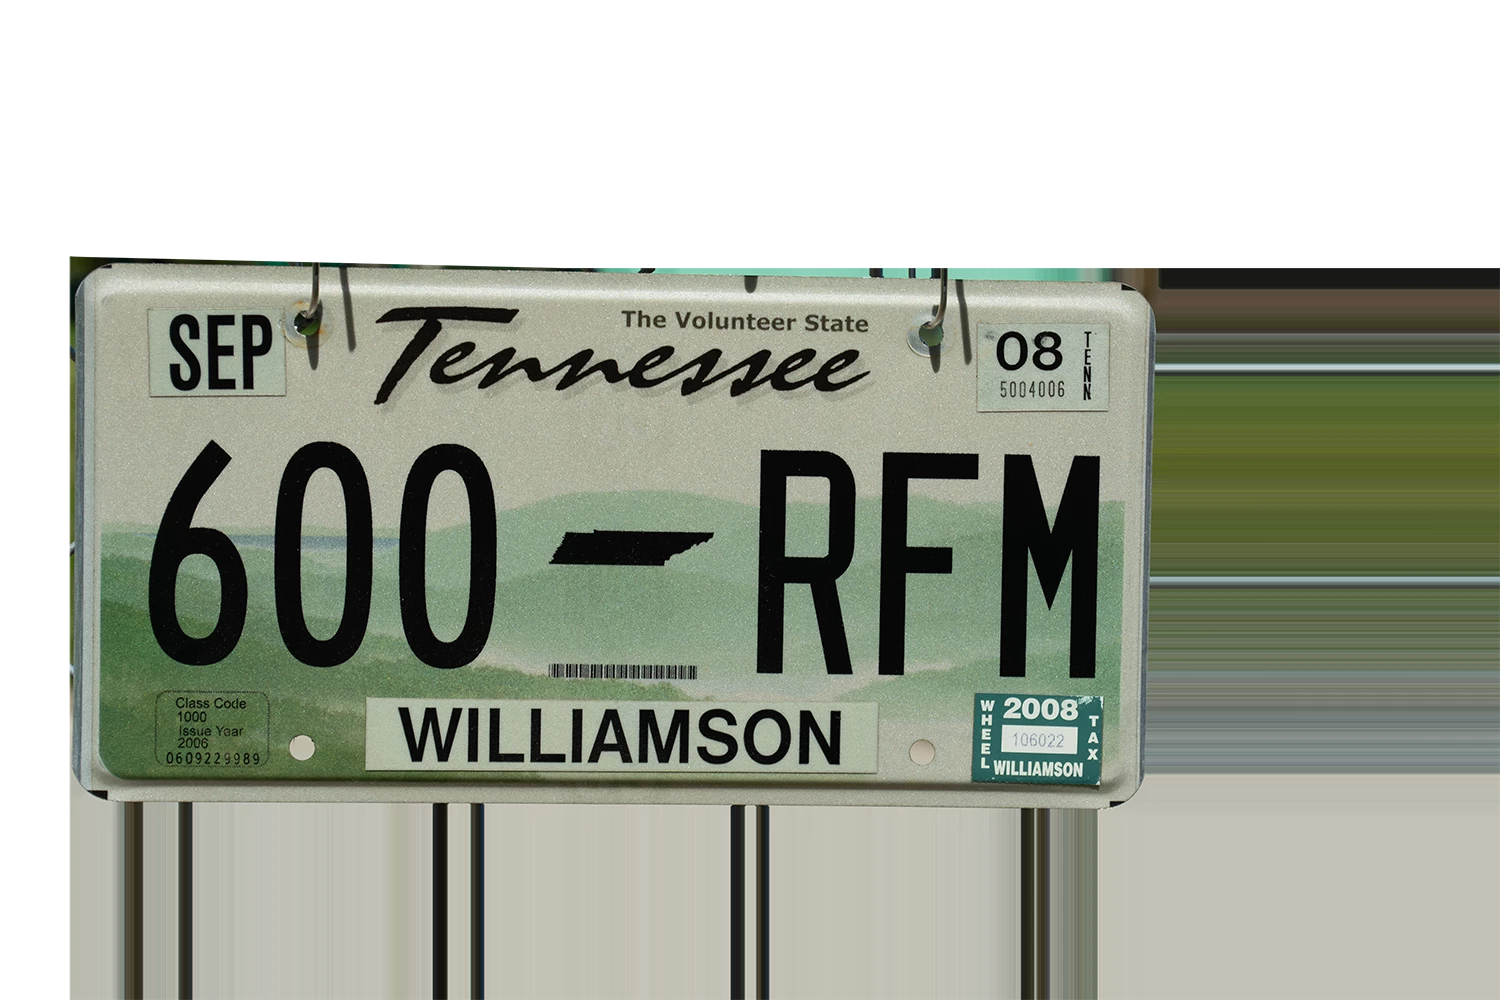 SEP
Tennessee
The Volunteer State
08
5004006
TENN
600 RFM
Class Code
1000
Issue Year
2006
0609229989
WILLIAMSON
WHEEL
2008
106022
TAX
WILLIAMSON